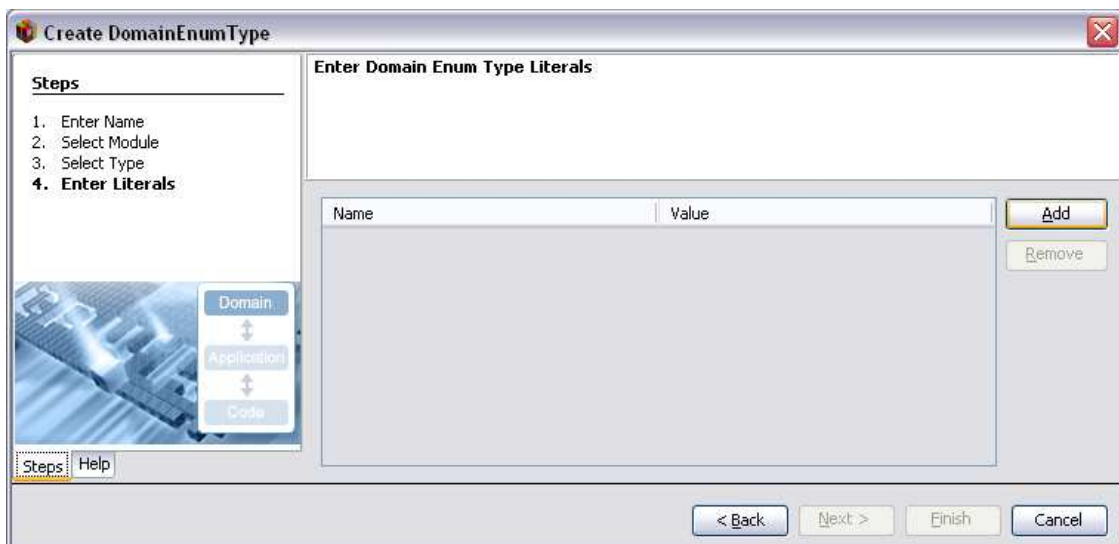 Create DomainEnumType
Steps
1. Enter Name
2. Select Module
3. Select Type
4. Enter Literals
Domain
Application
Code
Steps
Help
Enter Domain Enum Type Literals
Name
Value
Add
Remove
< Back
Next >
Finish
Cancel